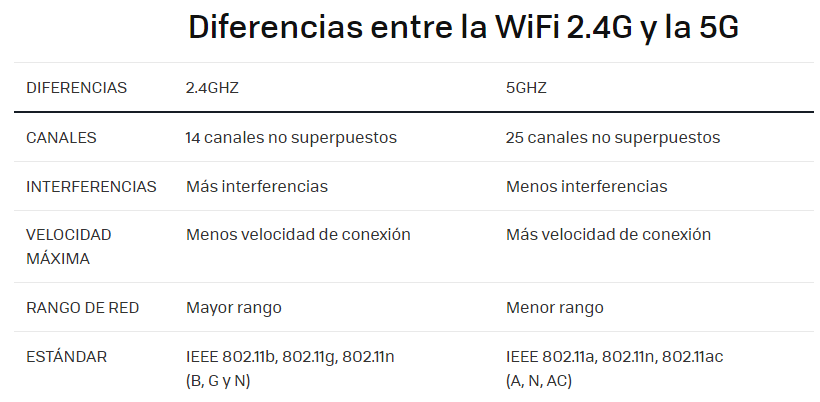 Diferencias entre la WiFi 2.4G y la 5G
DIFERENCIAS 2.4GHZ 5GHZ
CANALES 14 canales no superpuestos 25 canales no superpuestos
INTERFERENCIAS Más interferencias Menos interferencias
VELOCIDAD Menos velocidad de conexión Más velocidad de conexión
MÁXIMA
RANGO DE RED Mayor rango Menor rango
ESTÁNDAR IEEE 802.11b, 802.11g, 802.11n IEEE 802.11a, 802.11n, 802.11ac
(B, G y N) (A, N, AC)